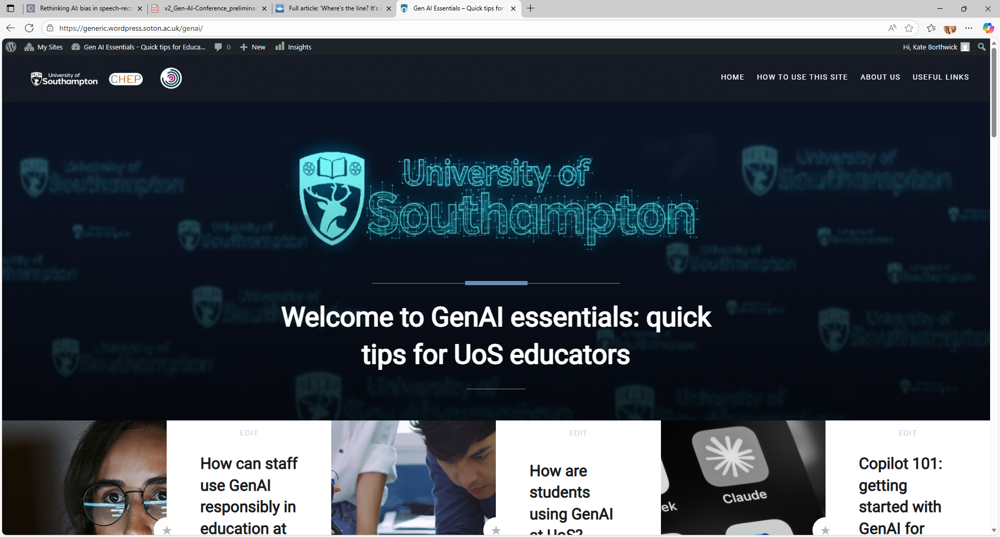 Rethinking AI: bias in speech-reco
v2_Gen-AI-Conference_preliminar
Full article: 'Where's the line? It's a
Gen AI Essentials – Quick tips for
https://generic.wordpress.soton.ac.uk/genai/
My Sites
Gen AI Essentials - Quick tips for Educa...
0
New
Insights
Hi, Kate Borthwick
University of
Southampton
CHEP
HOME
HOW TO USE THIS SITE
ABOUT US
USEFUL LINKS
University of
Southampton
Welcome to GenAI essentials: quick
tips for UoS educators
EDIT
How can staff
use GenAI
responsibly in
education at
EDIT
How are
students
using GenAI
at UoS?
Claude
ek
EDIT
Copilot 101:
getting
started with
GenAI for